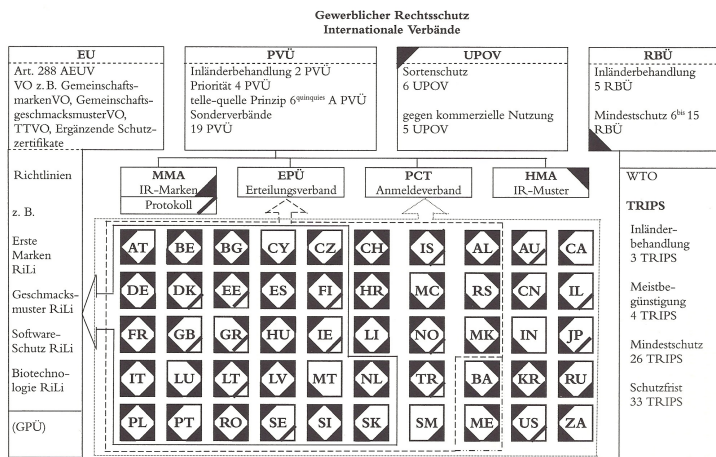 Gewerblicher Rechtsschutz
Internationale Verbände
EU
Art. 288 AEUV
VO z. B. Gemeinschafts-
markenVO, Gemeinschafts-
geschmacksmusterVO,
TTVO, Ergänzende Schutz-
zertifikate
PVÜ
Inländerbehandlung 2 PVÜ
Priorität 4 PVÜ
telle-quelle Prinzip 6quinquies A PVÜ
Sonderverbände
19 PVÜ
UPOV
Sortenschutz
6 UPOV
gegen kommerzielle Nutzung
5 UPOV
RBÜ
Inländerbehandlung
5 RBÜ
Mindestschutz 6bis 15
RBÜ
Richtlinien
z. B.
Erste
Marken
RiLi
Geschmacks-
muster RiLi
Software-
Schutz RiLi
Biotechno-
logie RiLi
(GPÜ)
MMA
IR-Marken
Protokoll
EPÜ
Erteilungsverband
PCT
Anmeldeverband
HMA
IR-Muster
AT BE BG CY CZ CH IS AL AU CA
DE DK EE ES FI HR MC RS CN IL
FR GB GR HU IE LI NO MK IN JP
IT LU LT LV MT NL TR BA KR RU
PL PT RO SE SI SK SM ME US ZA
WTO
TRIPS
Inländer-
behandlung
3 TRIPS
Meistbe-
günstigung
4 TRIPS
Mindestschutz
26 TRIPS
Schutzfrist
33 TRIPS